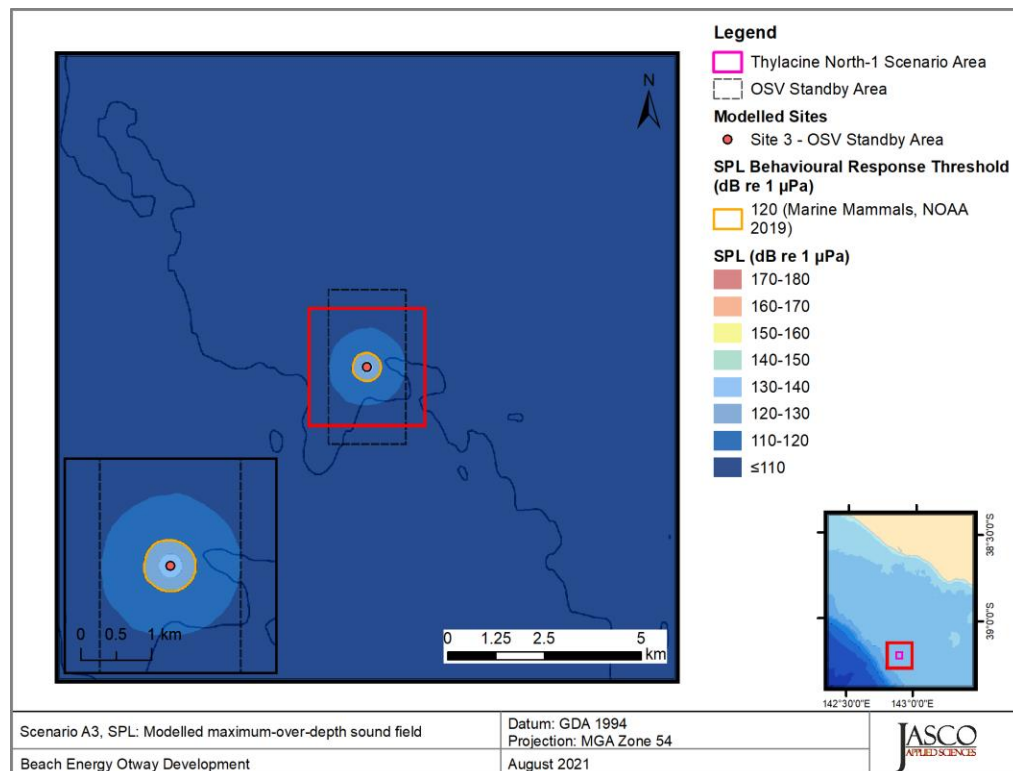 N
0 0.5 1 km
0 1.25 2.5 5
km
Legend
Thylacine North-1 Scenario Area
OSV Standby Area
Modelled Sites
Site 3 - OSV Standby Area
SPL Behavioural Response Threshold
(dB re 1 µPa)
120 (Marine Mammals, NOAA
2019)
SPL (dB re 1 µPa)
170-180
160-170
150-160
140-150
130-140
120-130
110-120
≤110
38°30'0"S
39°0'0"S
142°30'0"E 143°0'0"E
Scenario A3, SPL: Modelled maximum-over-depth sound field
Datum: GDA 1994
Projection: MGA Zone 54
Beach Energy Otway Development
August 2021
JASCO
APPLIED SCIENCES